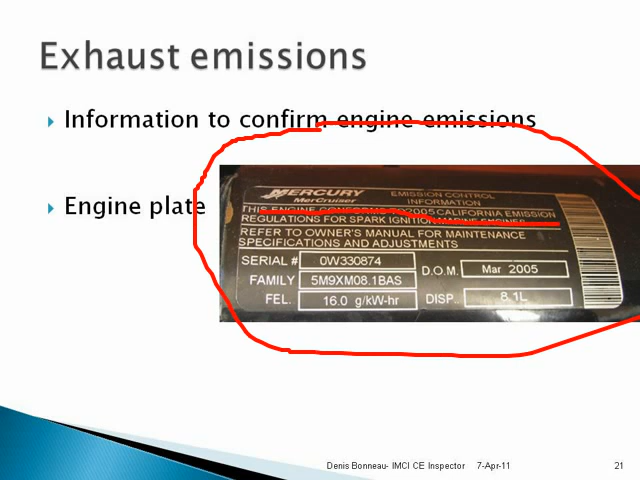 Exhaust emissions
Information to confirm engine emissions
Engine plate
MERCURY
MerCruiser
EMISSION CONTROL
INFORMATION
THIS ENGINE CONFORMS TO 2005 CALIFORNIA EMISSION
REGULATIONS FOR SPARK IGNITION MARINE ENGINES
REFER TO OWNER'S MANUAL FOR MAINTENANCE
SPECIFICATIONS AND ADJUSTMENTS
SERIAL # 0W330874
D.O.M. Mar 2005
FAMILY 5M9XM08.1BAS
FEL. 16.0 g/kW-hr
DISP. 8.1L
Denis Bonneau- IMCI CE Inspector 7-Apr-11 21